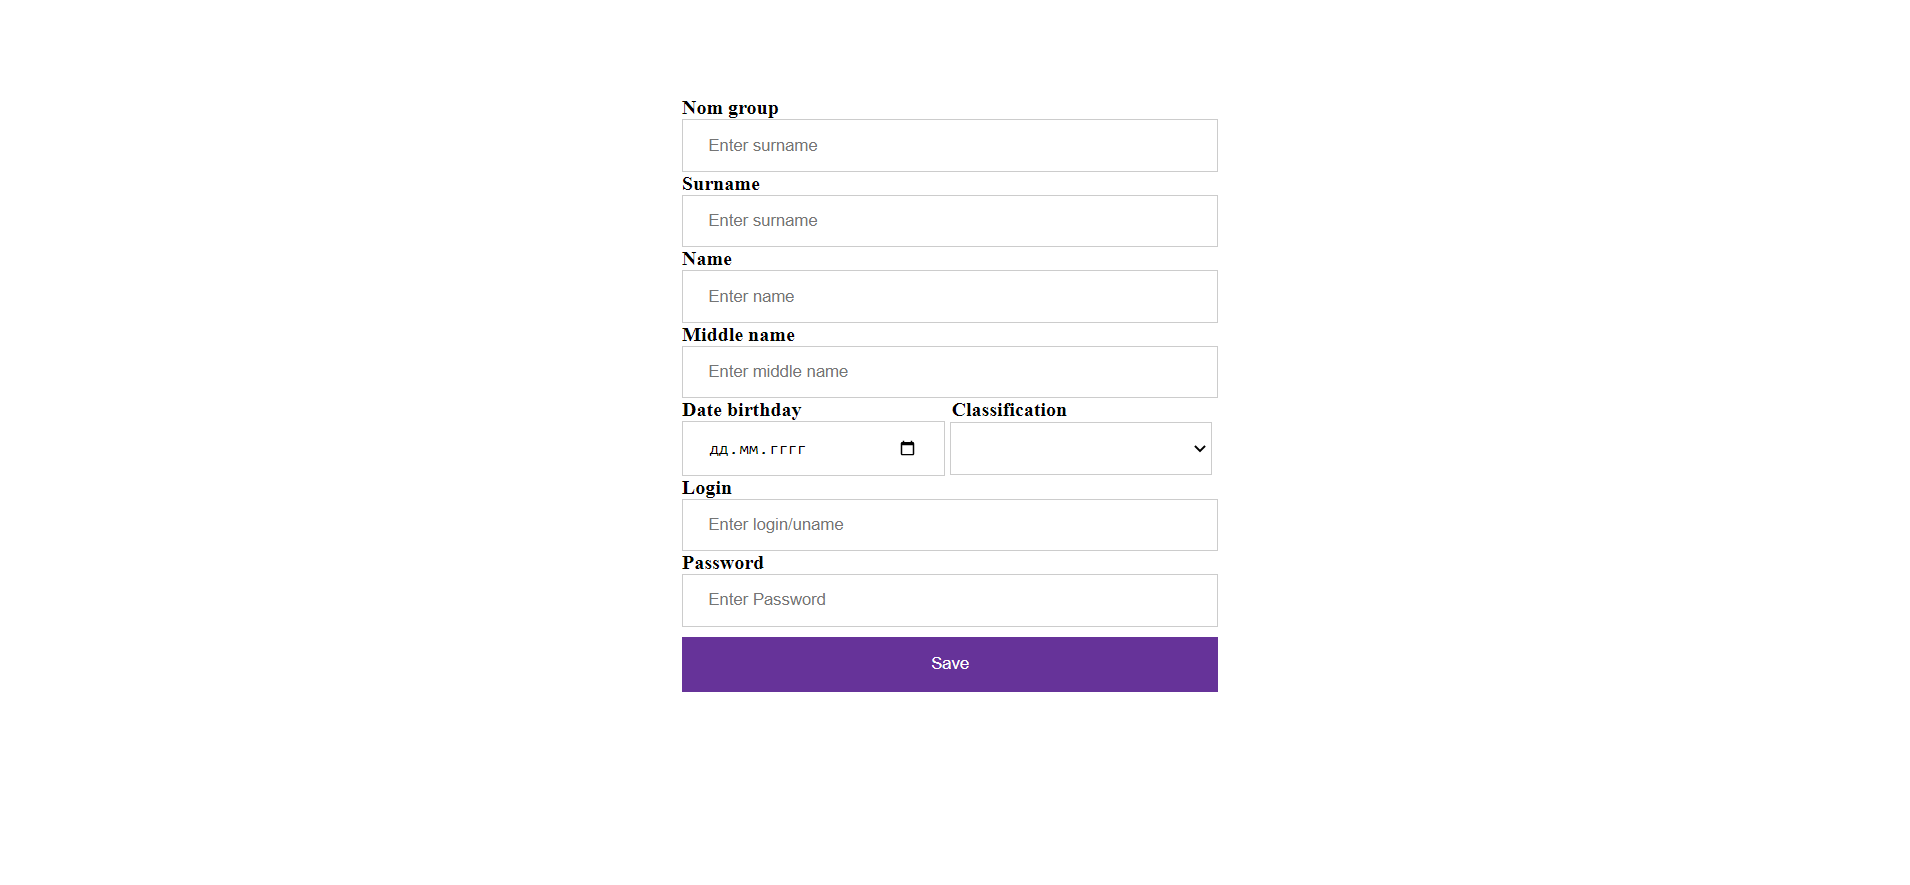 Nom group
Enter surname
Surname
Enter surname
Name
Enter name
Middle name
Enter middle name
Date birthday Classification
дд.мм.гггг
Login
Enter login/uname
Password
Enter Password
Save